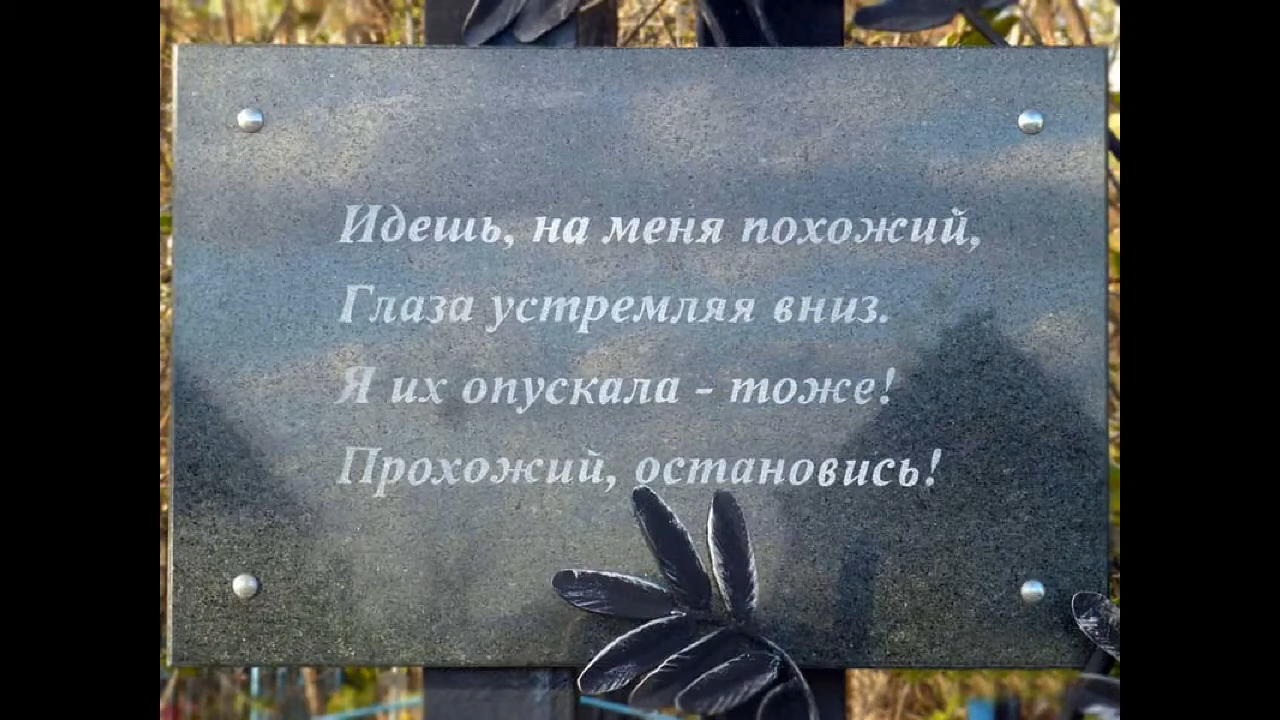 Идешь, на меня похожий,
Глаза устремляя вниз.
Я их опускала - тоже!
Прохожий, остановись!